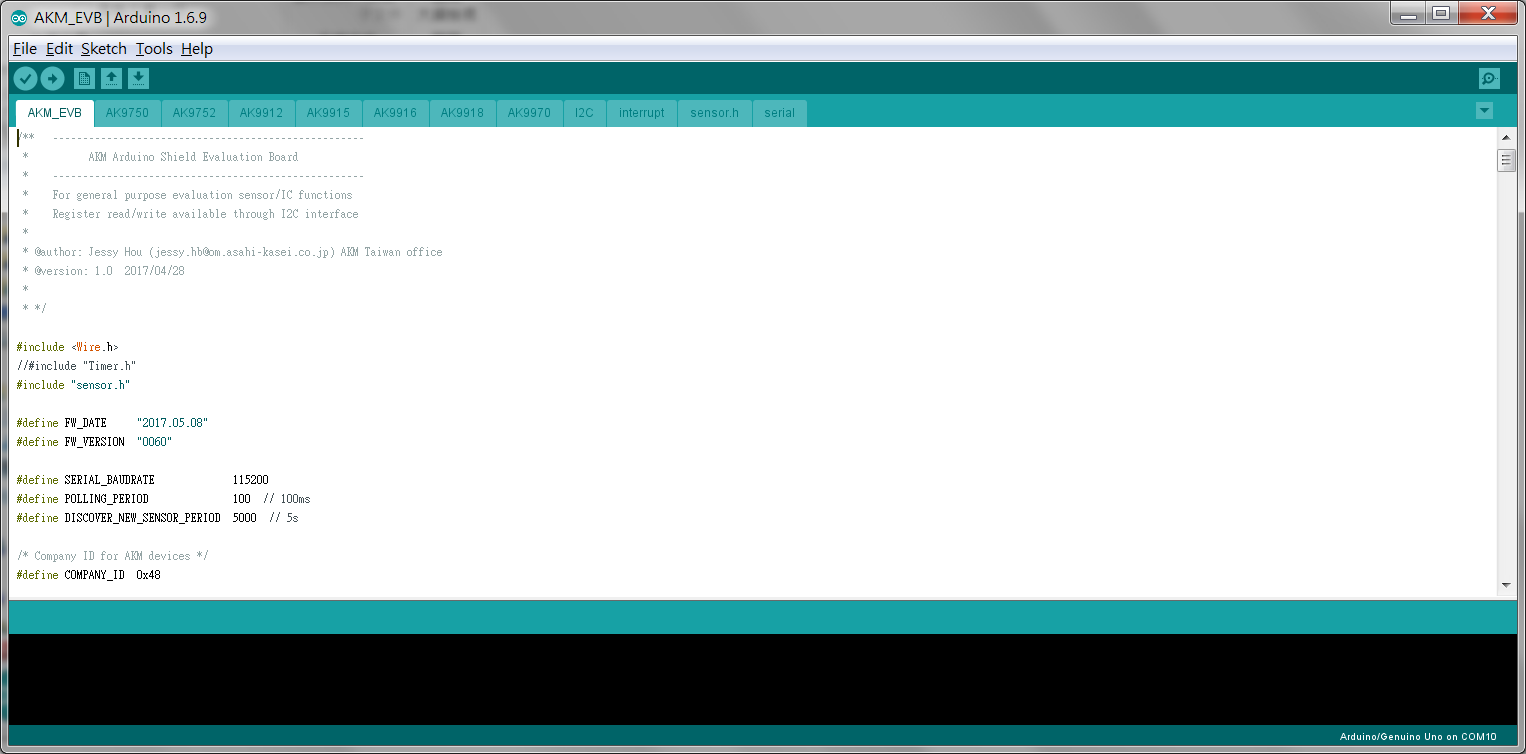 AKM_EVB | Arduino 1.6.9
File Edit Sketch Tools Help
AKM_EVB AK9750 AK9752 AK9912 AK9915 AK9916 AK9918 AK9970 I2C interrupt sensor.h serial
/**   ----------------------------------------------------
 *          AKM Arduino Shield Evaluation Board
 *    ----------------------------------------------------
 *    For general purpose evaluation sensor/IC functions
 *    Register read/write available through I2C interface
 *
 * @author: Jessy Hou (jessy.hb@om.asahi-kasei.co.jp) AKM Taiwan office
 * @version: 1.0  2017/04/28
 *
 * */
#include <Wire.h>
//#include "Timer.h"
#include "sensor.h"
#define FW_DATE     "2017.05.08"
#define FW_VERSION  "0060"
#define SERIAL_BAUDRATE             115200
#define POLLING_PERIOD              100  // 100ms
#define DISCOVER_NEW_SENSOR_PERIOD  5000  // 5s
/* Company ID for AKM devices */
#define COMPANY_ID  0x48
Arduino/Genuino Uno on COM10